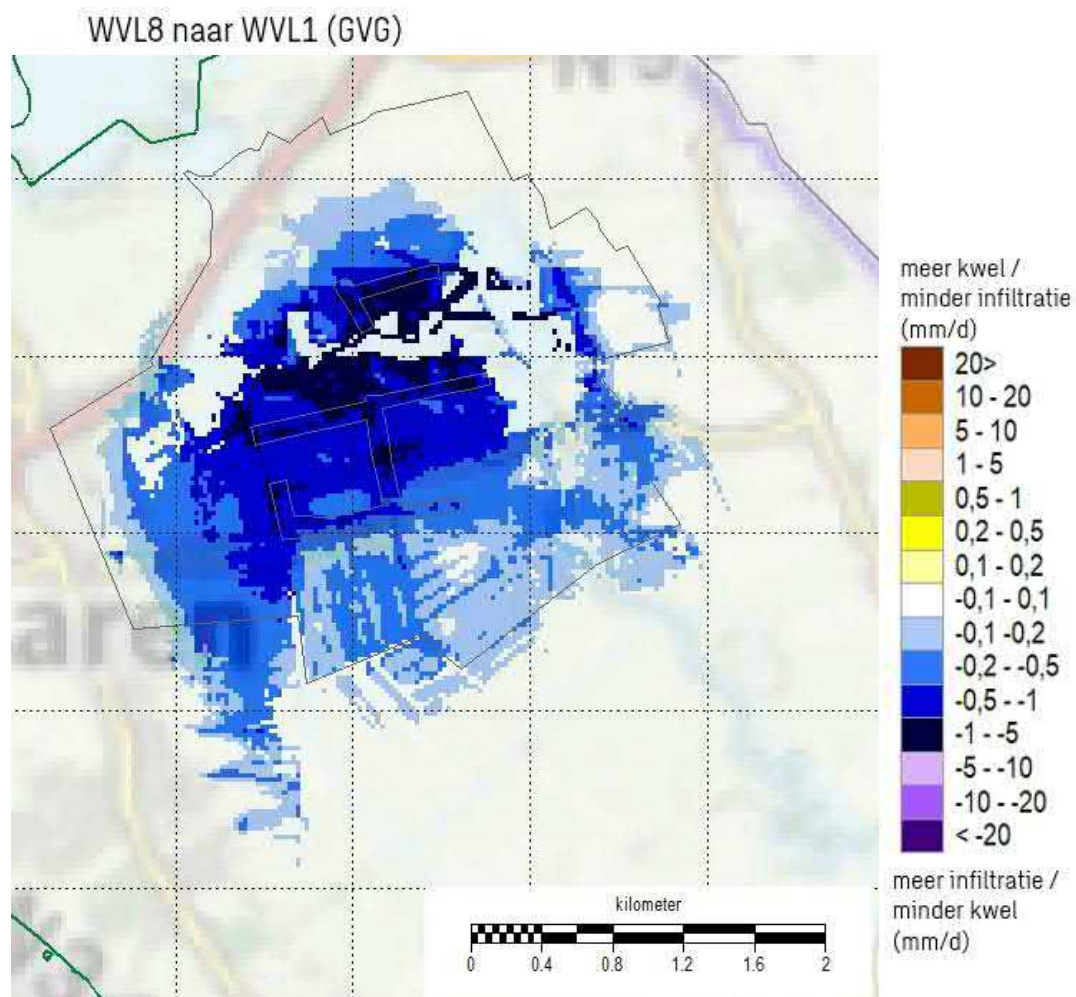 WVL8 naar WVL1 (GVG)
aren
meer kwel /
minder infiltratie
(mm/d)
20>
10 - 20
5 - 10
1 - 5
0,5 - 1
0,2 - 0,5
0,1 - 0,2
-0,1 - 0,1
-0,1 -0,2
-0,2 - -0,5
-0,5 - -1
-1 - -5
-5 - -10
-10 - -20
< -20
meer infiltratie /
minder kwel
(mm/d)
kilometer
0 0.4 0.8 1.2 1.6 2